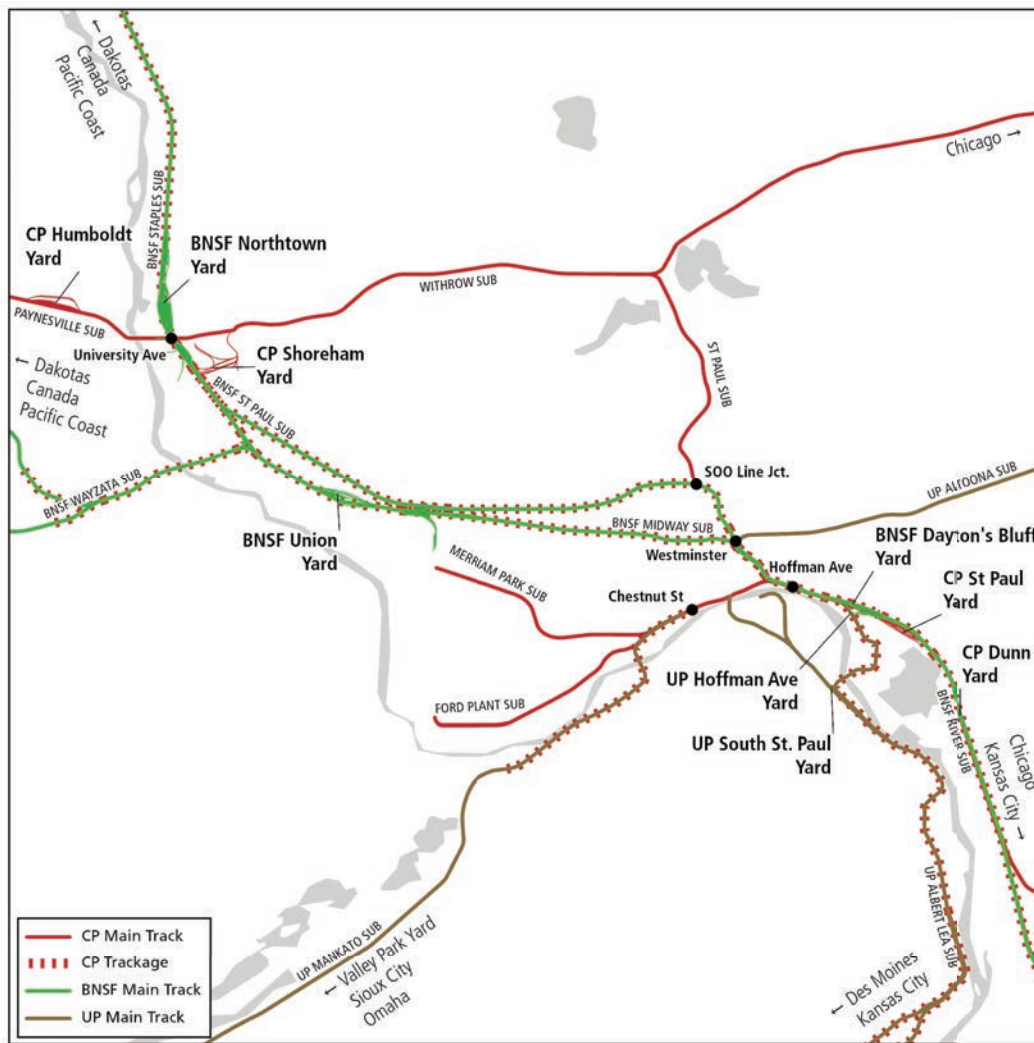 ← Dakotas
Canada
Pacific Coast
Chicago →
BNSF STAPLES SUB
CP Humboldt
Yard
BNSF Northtown
Yard
WITHROW SUB
PAYNESVILLE SUB
University Ave
CP Shoreham
Yard
← Dakotas
Canada
Pacific Coast
BNSF ST PAUL SUB
ST PAUL SUB
SOO Line Jct.
BNSF WAYZATA SUB
UP ALTOONA SUB
BNSF MIDWAY SUB
BNSF Union
Yard
Westminster
BNSF Dayton's Bluff
Yard
MERRIAM PARK SUB
Hoffman Ave
CP St Paul
Yard
Chestnut St
CP Dunn
Yard
UP Hoffman Ave
Yard
FORD PLANT SUB
BNSF RIVER SUB
UP South St. Paul
Yard
Chicago
Kansas City →
UP ALBERT LEA SUB
UP MANKATO SUB
← Valley Park Yard
Sioux City
Omaha
← Des Moines
Kansas City
CP Main Track
CP Trackage
BNSF Main Track
UP Main Track